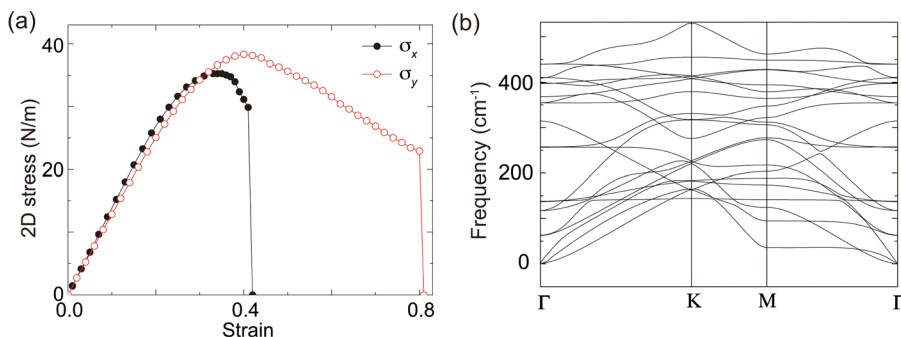 (a)
σx
σy
40
20
0
2D stress (N/m)
0.0
0.4
0.8
Strain
(b)
400
200
0
Frequency (cm⁻¹)
Γ
K
M
Γ